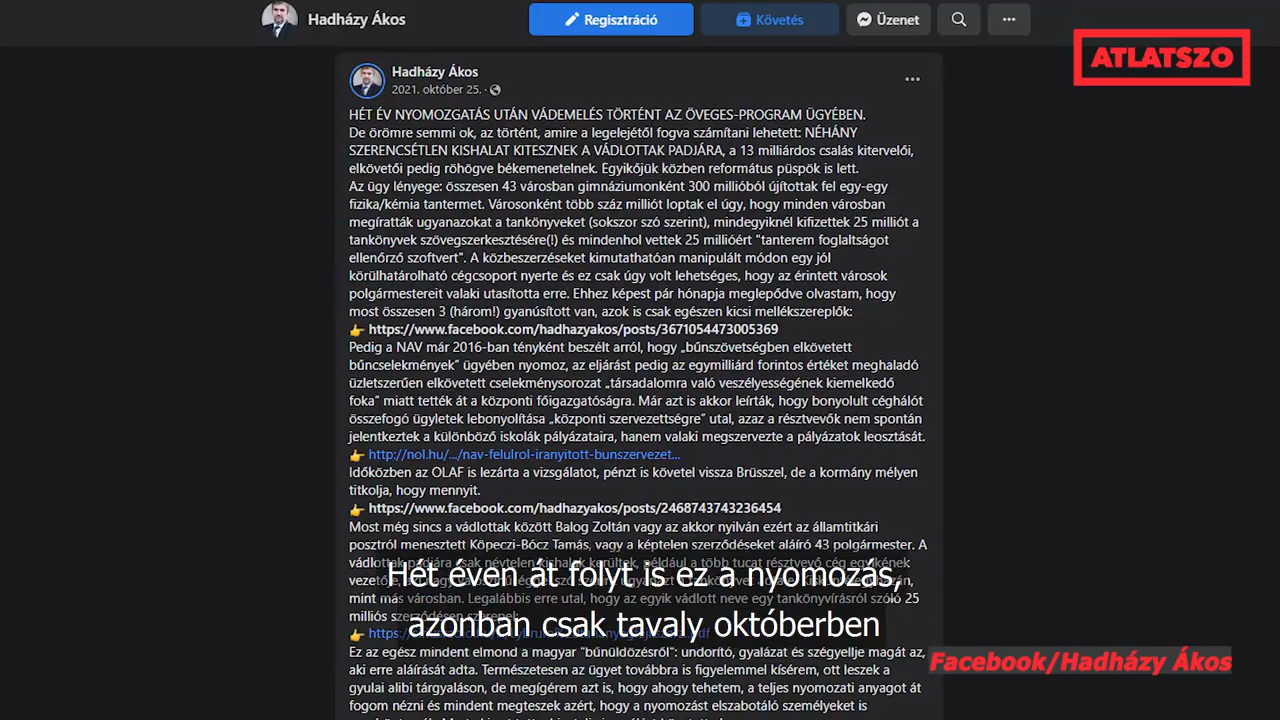 Hadházy Ákos
Regisztráció
Követés
Üzenet
ATLATSZO
Hadházy Ákos
2021. október 25.
HÉT ÉV NYOMOZGATÁS UTÁN VÁDEMELÉS TÖRTÉNT AZ ÖVEGES-PROGRAM ÜGYÉBEN.
De örömre semmi ok, az történt, amire a legelejétől fogva számítani lehetett: NÉHÁNY
SZERENCSÉTLEN KISHALAT KITESZNEK A VÁDLOTTAK PADJÁRA, a 13 milliárdos csalás kitervelői,
elkövetői pedig röhögve békemenetelnek. Egyikőjük közben református püspök is lett.
Az ügy lényege: összesen 43 városban gimnáziumonként 300 millióból újítottak fel egy-egy
fizika/kémia tantermet. Városonként több száz milliót loptak el úgy, hogy minden városban
megíratták ugyanazokat a tankönyveket (sokszor szó szerint), mindegyiknél kifizettek 25 milliót a
tankönyvek szövegszerkesztésére(!) és mindenhol vettek 25 millióért "tanterem foglaltságot
ellenőrző szoftvert". A közbeszerzéseket kimutathatóan manipulált módon egy jól
körülhatárolható cégcsoport nyerte és ez csak úgy volt lehetséges, hogy az érintett városok
polgármestereit valaki utasította erre. Ehhez képest pár hónapja meglepődve olvastam, hogy
most összesen 3 (három!) gyanúsított van, azok is csak egészen kicsi mellékszereplők:
👉 https://www.facebook.com/hadhazyakos/posts/3671054473005369
Pedig a NAV már 2016-ban tényként beszélt arról, hogy „bűnszövetségben elkövetett
bűncselekmények" ügyében nyomoz, az eljárást pedig az egymilliárd forintos értéket meghaladó
üzletszerűen elkövetett cselekménysorozat „társadalomra való veszélyességének kiemelkedő
foka" miatt tették át a központi főigazgatóságra. Már azt is akkor leírták, hogy bonyolult céghálót
összefogó ügyletek lebonyolítása „központi szervezettségre" utal, azaz a résztvevők nem spontán
jelentkeztek a különböző iskolák pályázataira, hanem valaki megszervezte a pályázatok leosztását.
👉 http://nol.hu/.../nav-felulrol-iranyitott-bunszervezet...
Időközben az OLAF is lezárta a vizsgálatot, pénzt is követel vissza Brüsszel, de a kormány mélyen
titkolja, hogy mennyit.
👉 https://www.facebook.com/hadhazyakos/posts/2468743743236454
Most még sincs a vádlottak között Balog Zoltán vagy az akkor nyilván ezért az államtitkári
posztról menesztett Köpeczi-Bócz Tamás, vagy a képtelen szerződéseket aláíró 43 polgármester. A
vádlottak padjára csak névtelen kishalak kerültek, például a több tucat résztvevő cég egyikének
Hét éven át folyt is ez a nyomozás,
mint más városban. Legalábbis erre utal, hogy az egyik vádlott neve egy tankönyvírásról szóló 25
milliós szerződésen szerepel:
azonban csak tavaly októberben
Ez az egész mindent elmond a magyar "bűnüldözésről": undorító, gyalázat és szégyellje magát az,
aki erre aláírását adta. Természetesen az ügyet továbbra is figyelemmel kísérem, ott leszek a
gyulai alibi tárgyaláson, de megígérem azt is, hogy ahogy tehetem, a teljes nyomozati anyagot át
fogom nézni és mindent megteszek azért, hogy a nyomozást elszabotáló személyeket is
Facebook/Hadházy Ákos